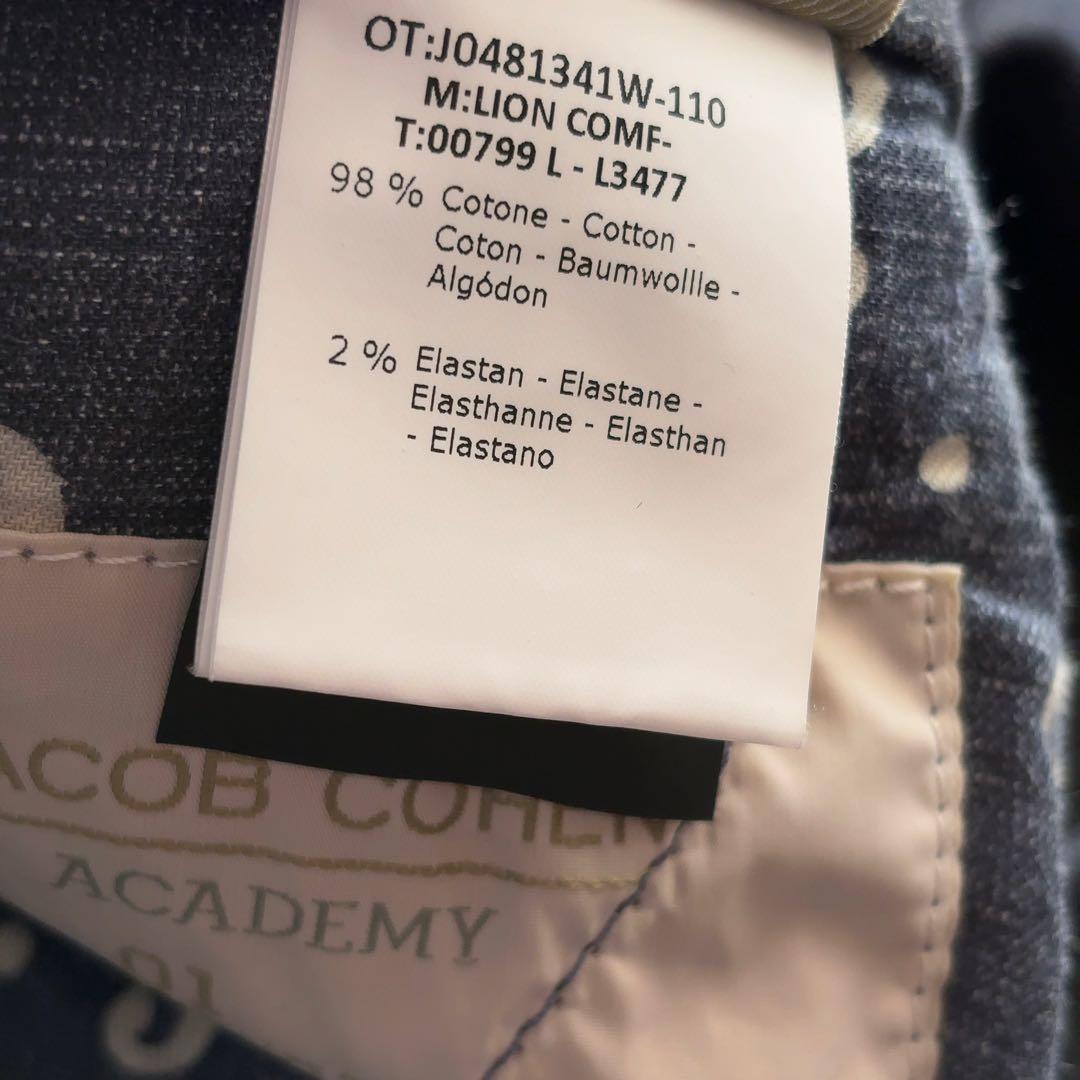 OT:J0481341W-110
M:LION COMF-
T:00799 L - L3477
98 % Cotone - Cotton -
Coton - Baumwollle -
Algódon
2 % Elastan - Elastane -
Elasthanne - Elasthan
- Elastano
ACOB COHEN
ACADEMY